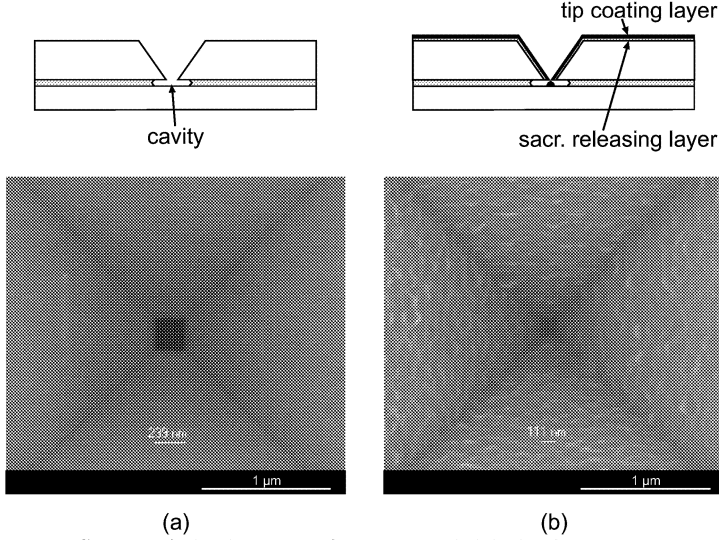 tip coating layer
cavity
sacr. releasing layer
239 nm
111 nm
1 µm
1 µm
(a)
(b)